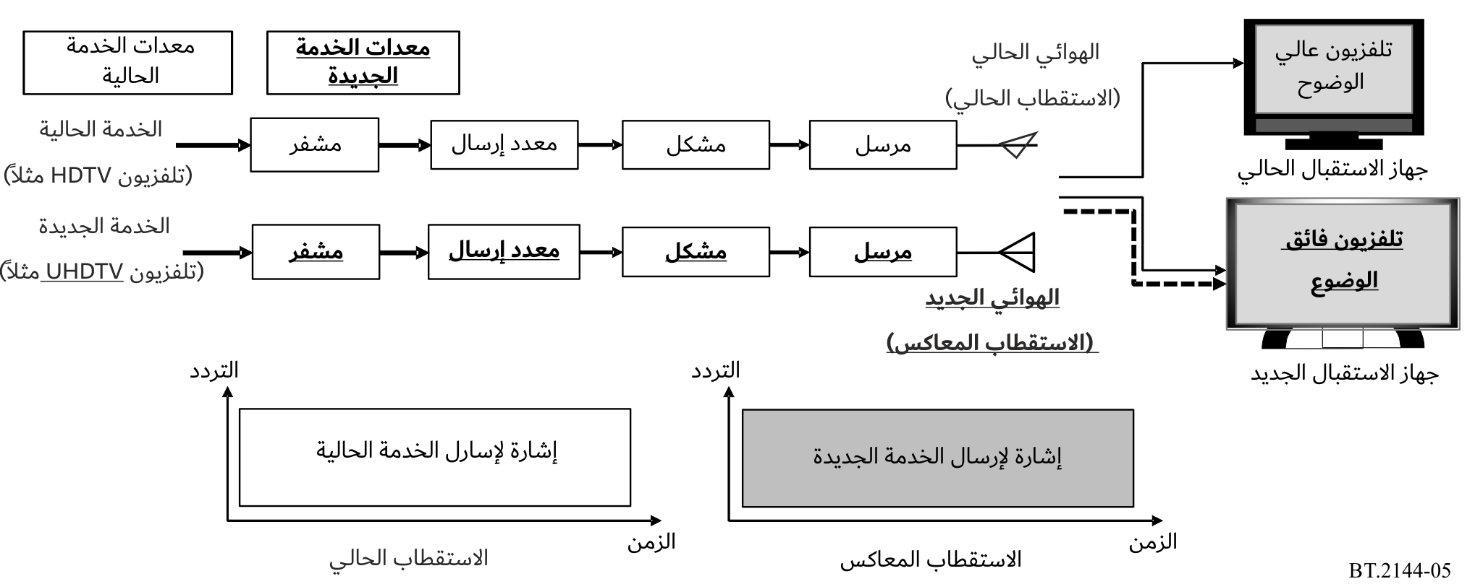 معدات الخدمة
الحالية
معدات الخدمة
الجديدة
الهوائي الحالي
(الاستقطاب الحالي)
تلفزيون عالي
الوضوح
جهاز الاستقبال الحالي
الخدمة الحالية
(تلفزيون HDTV مثلاً)
مشفر
معدد إرسال
مشكل
مرسل
الخدمة الجديدة
(تلفزيون UHDTV مثلاً)
مشفر
معدد إرسال
مشكل
مرسل
الهوائي الجديد
(الاستقطاب المعاكس)
تلفزيون فائق
الوضوع
جهاز الاستقبال الجديد
التردد
إشارة لإسارل الخدمة الحالية
الزمن
الاستقطاب الحالي
التردد
إشارة لإرسال الخدمة الجديدة
الزمن
الاستقطاب المعاكس
BT.2144-05